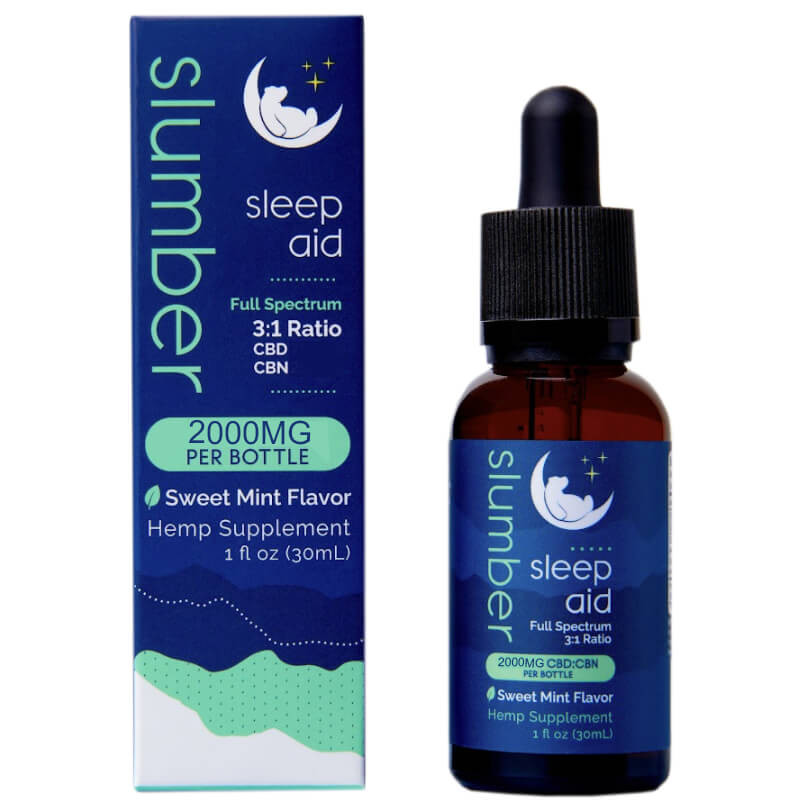 slumber
sleep
aid
Full Spectrum
3:1 Ratio
CBD
CBN
2000MG
PER BOTTLE
Sweet Mint Flavor
Hemp Supplement
1 fl oz (30mL)
slumber
sleep
aid
Full Spectrum
3:1 Ratio
2000MG CBD:CBN
PER BOTTLE
Sweet Mint Flavor
Hemp Supplement
1 fl oz (30mL)